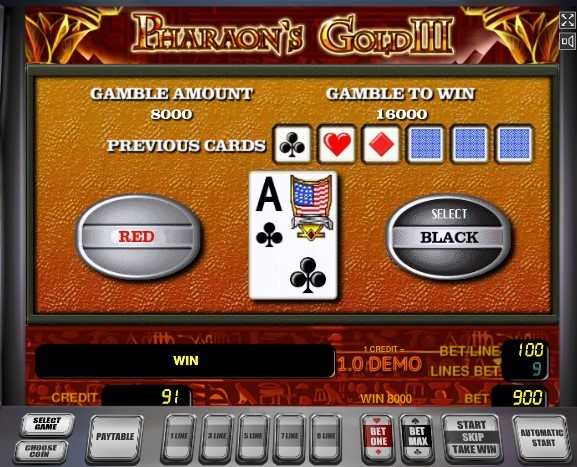 PHARAON'S GOLD III
GAMBLE AMOUNT
8000
GAMBLE TO WIN
16000
PREVIOUS CARDS
A
RED
SELECT
BLACK
WIN
1 CREDIT =
1.0 DEMO
BET/LINE 100
LINES BET 9
CREDIT 91
WIN 8000
BET 900
SELECT GAME
CHOOSE COIN
PAYTABLE
1 LINE
3 LINE
5 LINE
7 LINE
9 LINE
BET ONE
BET MAX
START
SKIP
TAKE WIN
AUTOMATIC START